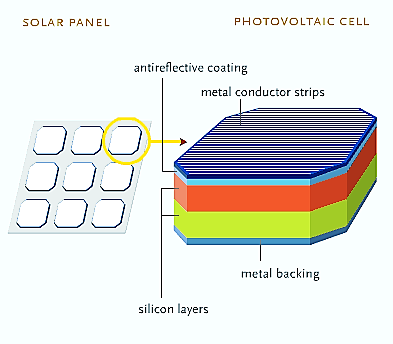 SOLAR PANEL
PHOTOVOLTAIC CELL
antireflective coating
metal conductor strips
metal backing
silicon layers